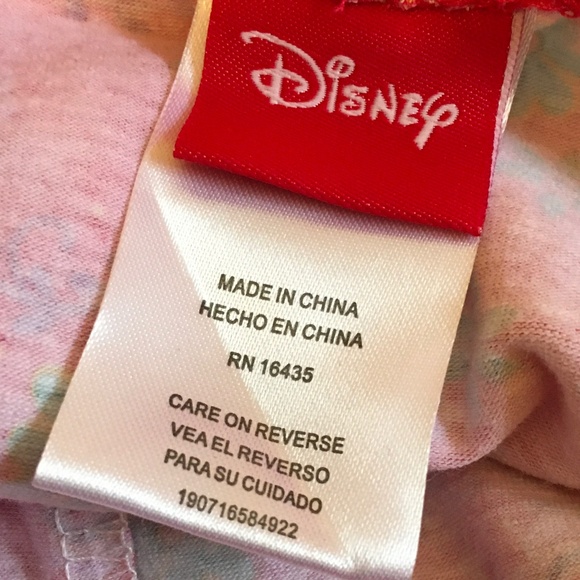 Disney
MADE IN CHINA
HECHO EN CHINA
RN 16435
CARE ON REVERSE
VEA EL REVERSO
PARA SU CUIDADO
190716584922